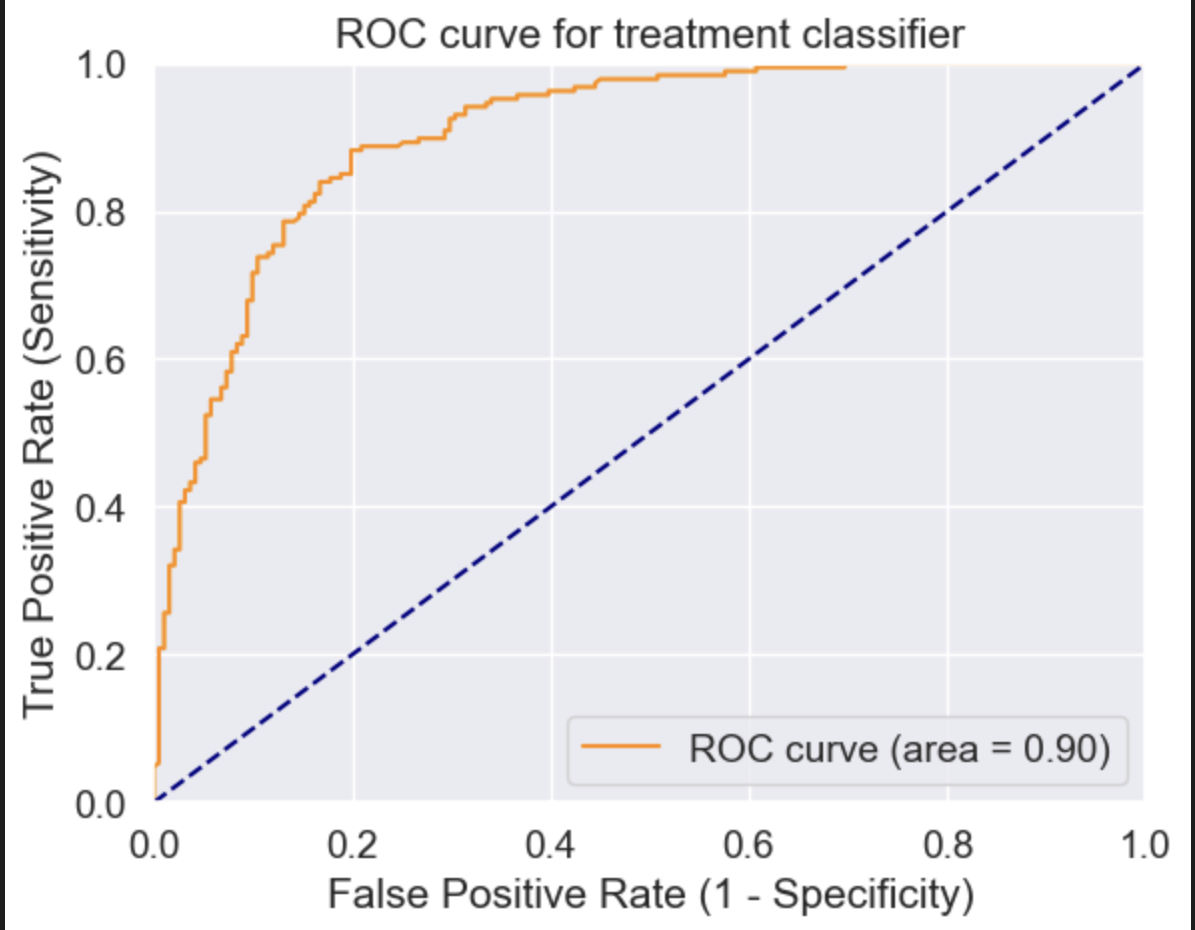 ROC curve for treatment classifier
True Positive Rate (Sensitivity)
1.0
0.8
0.6
0.4
0.2
0.0
ROC curve (area = 0.90)
0.0 0.2 0.4 0.6 0.8 1.0
False Positive Rate (1 - Specificity)